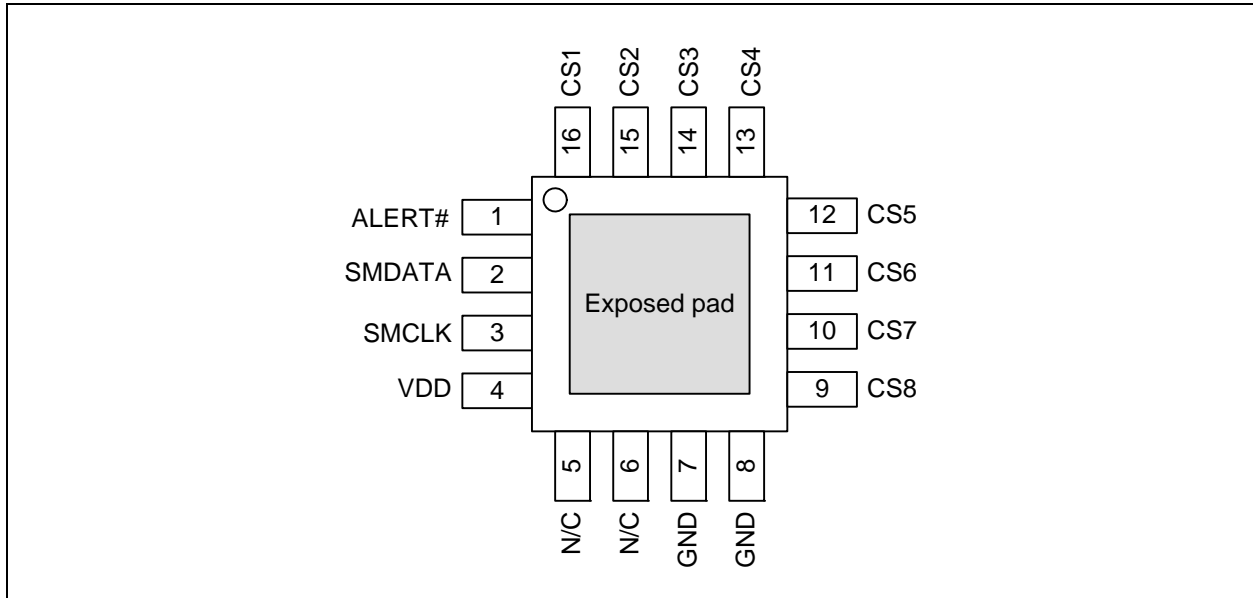 CS1 CS2 CS3 CS4
16 15 14 13
ALERT# 1 12 CS5
SMDATA 2 11 CS6
Exposed pad
SMCLK 3 10 CS7
VDD 4 9 CS8
5 6 7 8
N/C N/C GND GND